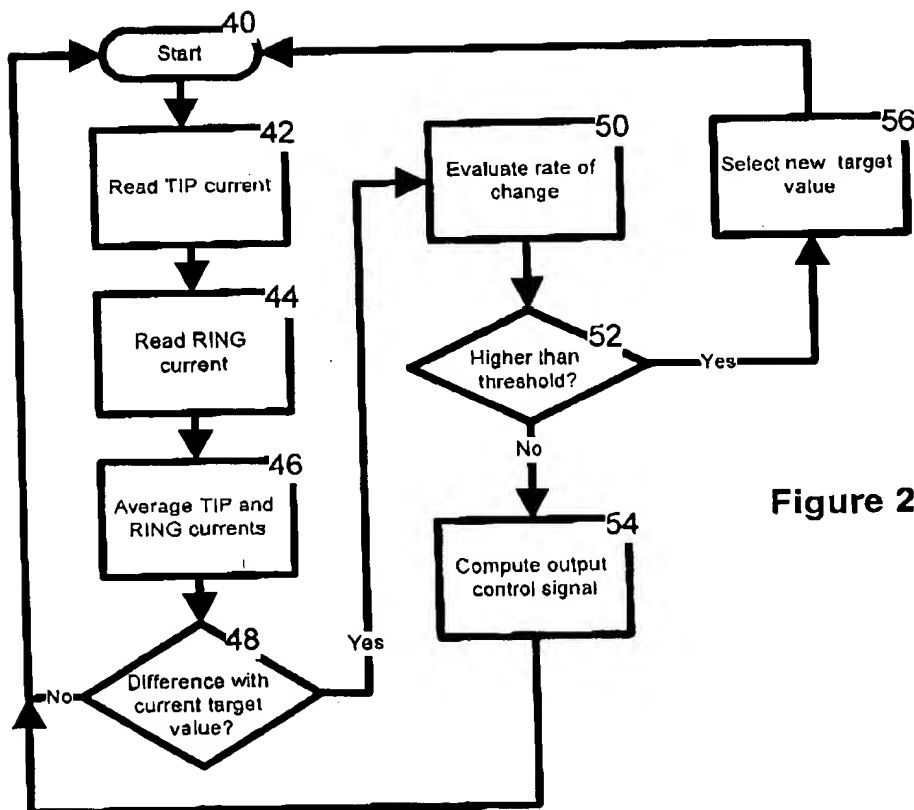 40
Start
42
Read TIP current
44
Read RING
current
46
Average TIP and
RING currents
48
Difference with
current target
value?
No
Yes
50
Evaluate rate of
change
52
Higher than
threshold?
Yes
No
54
Compute output
control signal
56
Select new target
value
Figure 2